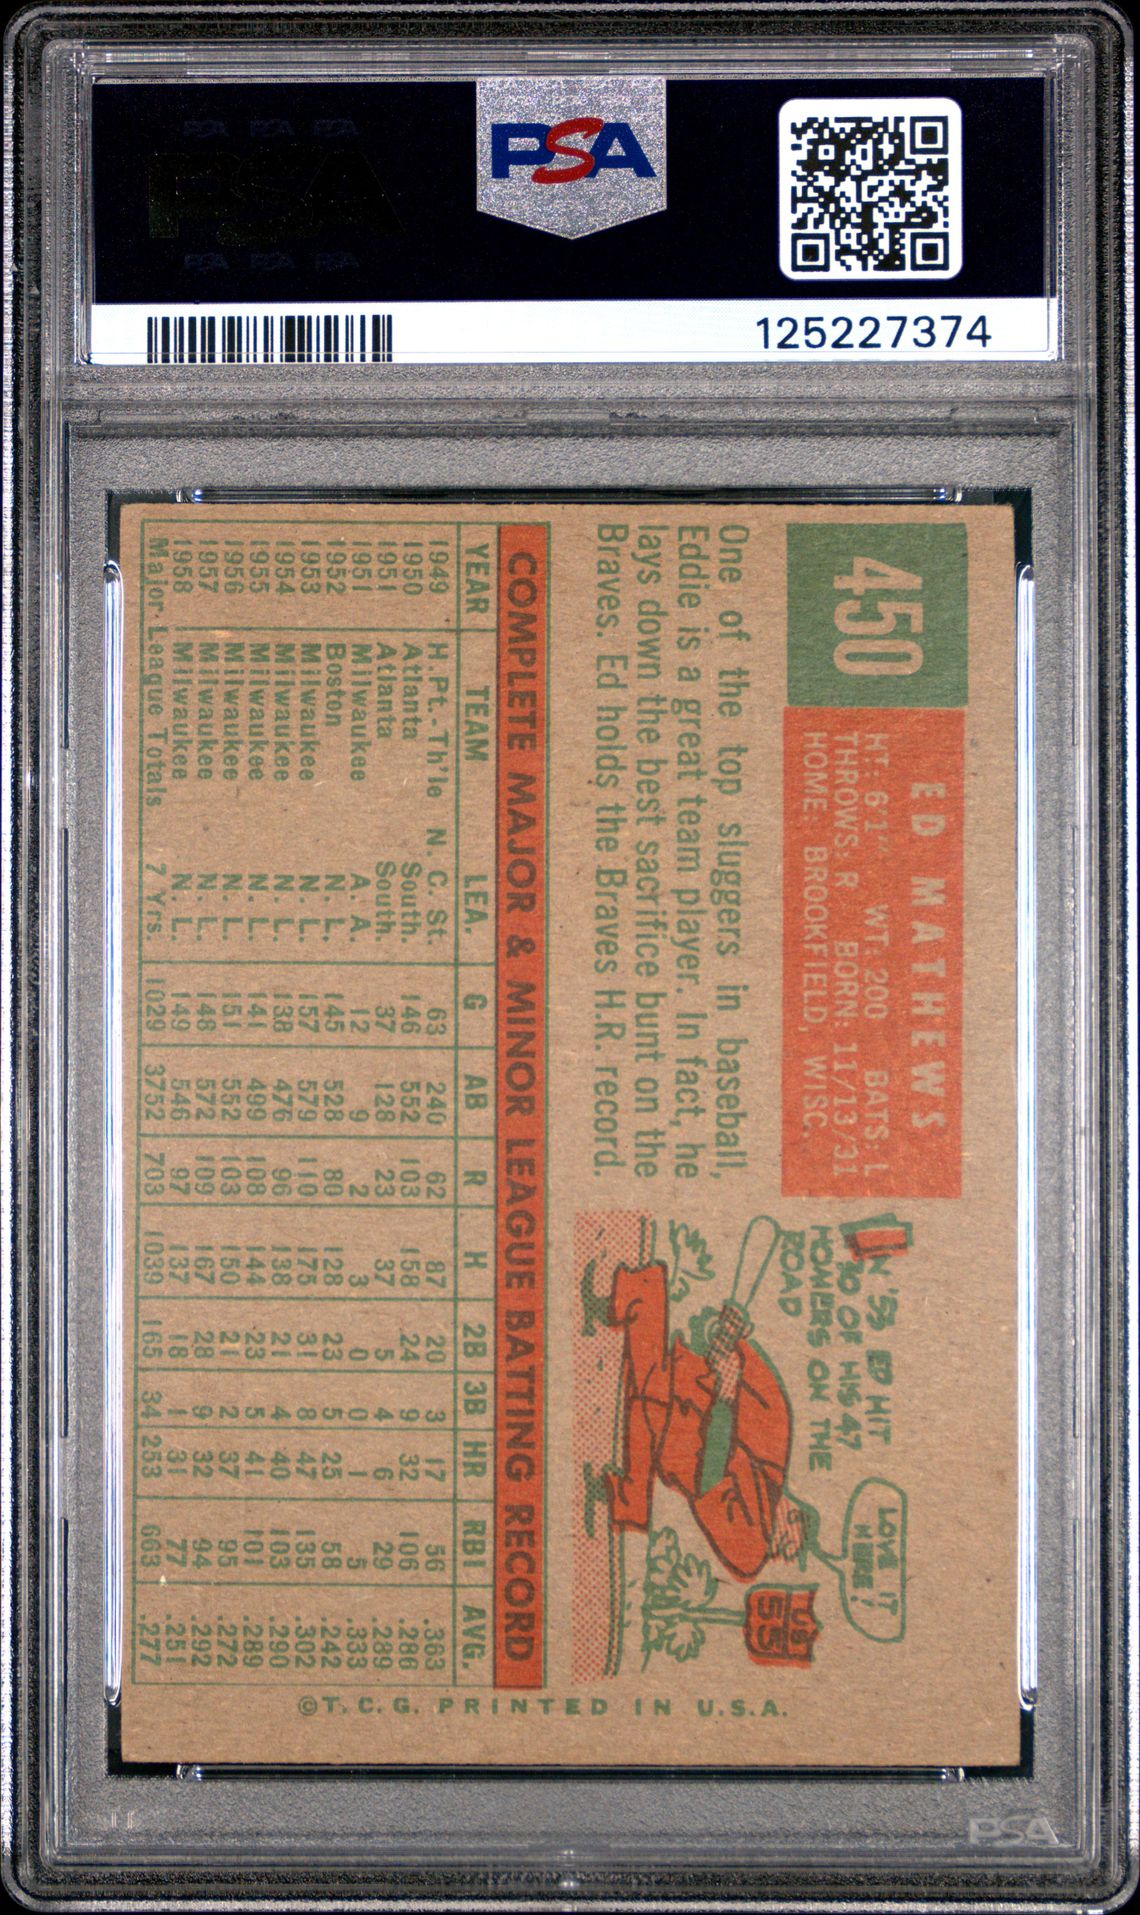 PSA
125227374
450
ED MATHEWS
HT: 6'1" WT: 200 BATS: L
THROWS: R BORN: 11/13/31
HOME: BROOKFIELD, WISC.
One of the top sluggers in baseball,
Eddie is a great team player. In fact, he
lays down the best sacrifice bunt on the
Braves. Ed holds the Braves H.R. record.
IN '53 ED HIT
30 OF HIS 47
HOMERS ON THE
ROAD
LOVE IT
HERE!
US
55
COMPLETE MAJOR & MINOR LEAGUE BATTING RECORD
YEAR TEAM LEA. G AB R H 2B 3B HR RBI AVG.
1949 H.Pt.-Th'le N. C. St. 63 240 62 87 20 3 17 56 .363
1950 Atlanta South. 146 552 103 158 24 9 32 106 .286
1951 Atlanta South. 37 128 23 37 5 4 6 29 .289
1951 Milwaukee A. A. 12 9 2 3 0 0 1 5 .333
1952 Boston N. L. 145 528 80 128 23 5 25 58 .242
1953 Milwaukee N. L. 157 579 110 175 31 8 47 135 .302
1954 Milwaukee N. L. 138 476 96 138 21 4 40 103 .290
1955 Milwaukee N. L. 141 499 108 144 23 5 41 101 .289
1956 Milwaukee N. L. 151 552 103 150 21 2 37 95 .272
1957 Milwaukee N. L. 148 572 109 167 28 9 32 94 .292
1958 Milwaukee N. L. 149 546 97 137 18 1 31 77 .251
Major League Totals 7 Yrs. 1029 3752 703 1039 165 34 253 663 .277
©T. C. G. PRINTED IN U.S.A.
PSA